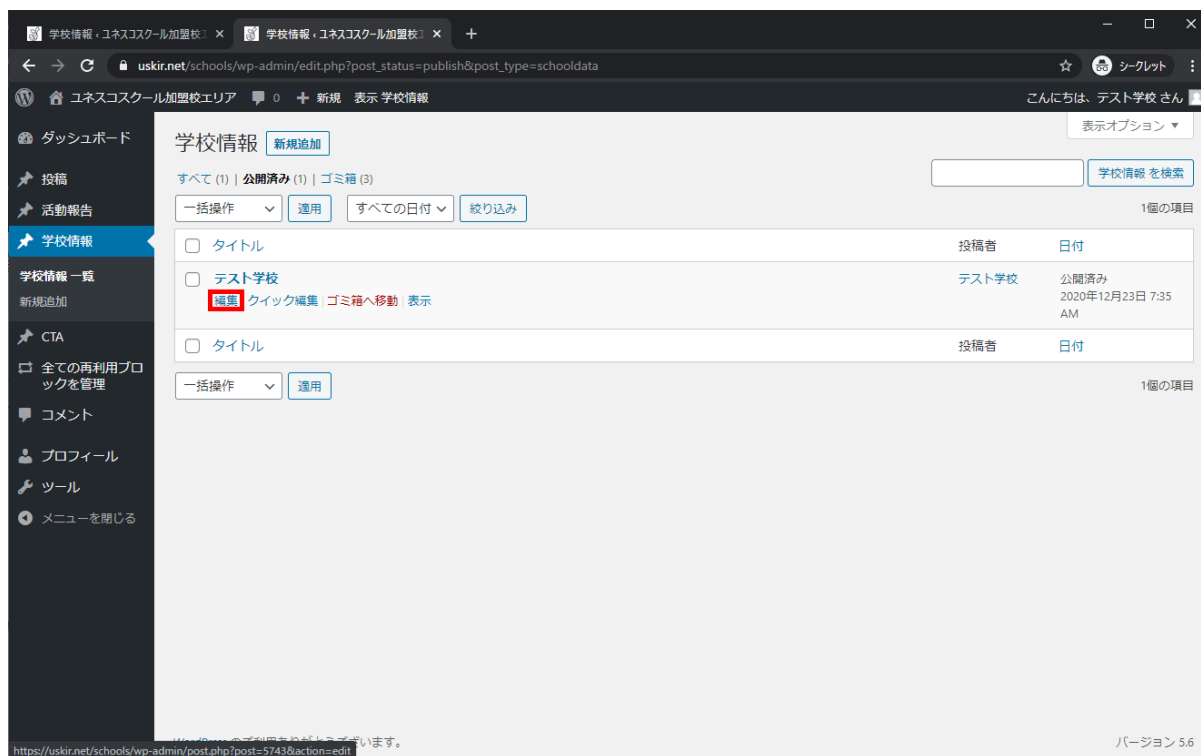 学校情報 ‹ ユネスコスクール加盟校エ
学校情報 ‹ ユネスコスクール加盟校エ
uskir.net/schools/wp-admin/edit.php?post_status=publish&post_type=schooldata
シークレット
ユネスコスクール加盟校エリア 0 新規 表示 学校情報
こんにちは、テスト学校 さん
ダッシュボード
投稿
活動報告
学校情報
学校情報 一覧
新規追加
CTA
全ての再利用ブロ
ックを管理
コメント
プロフィール
ツール
メニューを閉じる
表示オプション ▼
学校情報 新規追加
すべて (1) | 公開済み (1) | ゴミ箱 (3)
学校情報 を検索
一括操作 適用 すべての日付 絞り込み
1個の項目
タイトル 投稿者 日付
テスト学校 テスト学校 公開済み
編集 クイック編集 | ゴミ箱へ移動 | 表示
2020年12月23日 7:35
AM
タイトル 投稿者 日付
一括操作 適用
1個の項目
います。
バージョン 5.6
https://uskir.net/schools/wp-admin/post.php?post=5743&action=edit